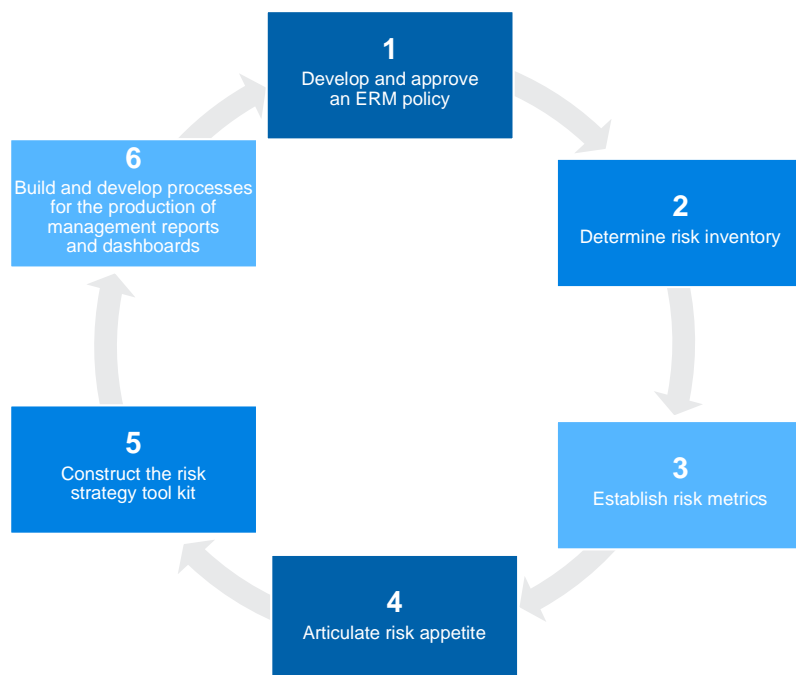 1
Develop and approve
an ERM policy
2
Determine risk inventory
3
Establish risk metrics
4
Articulate risk appetite
5
Construct the risk
strategy tool kit
6
Build and develop processes
for the production of
management reports
and dashboards